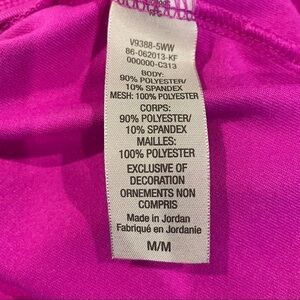 V9388-5WW
86-062013-KF
000000-C313
BODY:
90% POLYESTER/
10% SPANDEX
MESH: 100% POLYESTER
CORPS:
90% POLYESTER/
10% SPANDEX
MAILLES:
100% POLYESTER
EXCLUSIVE OF
DECORATION
ORNEMENTS NON
COMPRIS
Made in Jordan
Fabriqué en Jordanie
M/M